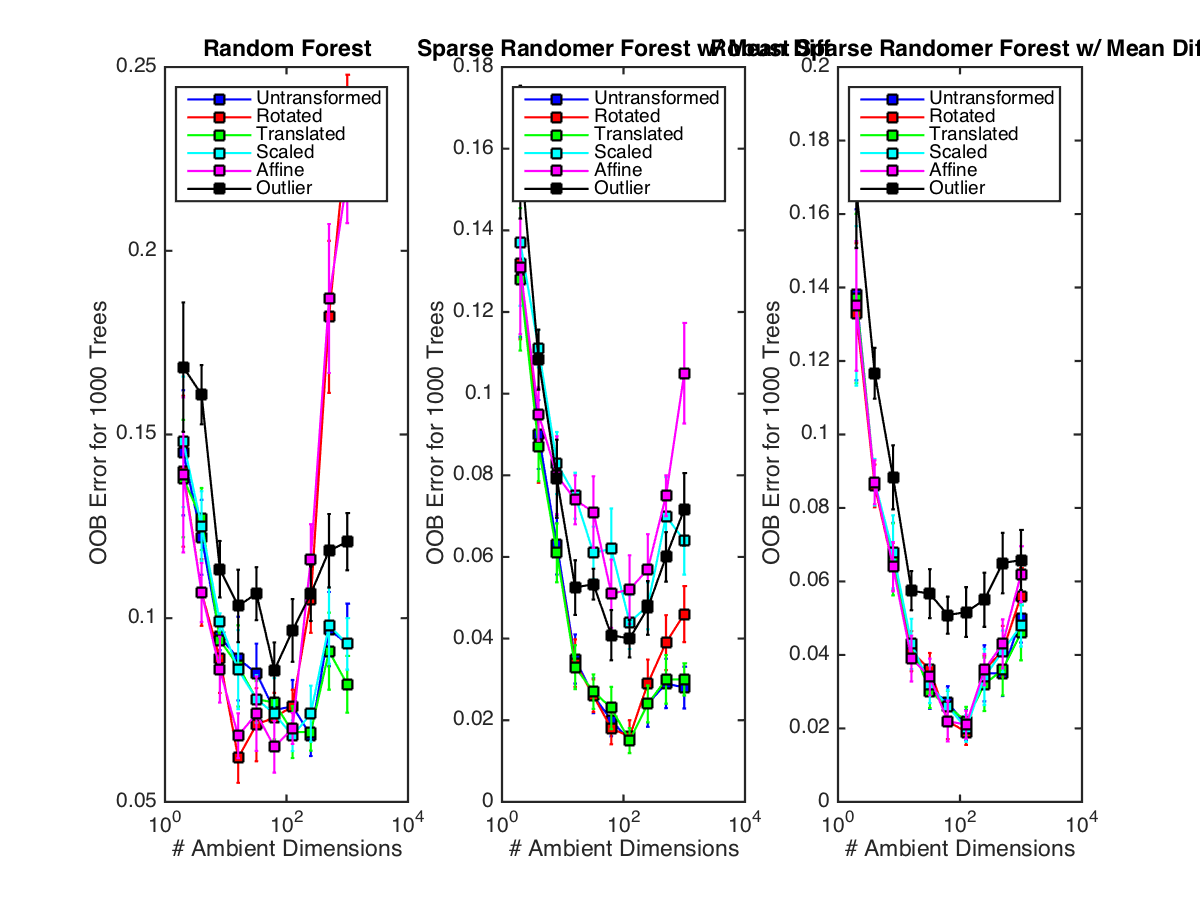 Random Forest
0.25
0.2
0.15
0.1
0.05
10^0
10^2
10^4
# Ambient Dimensions
OOB Error for 1000 Trees
Untransformed
Rotated
Translated
Scaled
Affine
Outlier
Sparse Randomer Forest w/ Mean Diff
0.18
0.16
0.14
0.12
0.1
0.08
0.06
0.04
0.02
0
10^0
10^2
10^4
# Ambient Dimensions
OOB Error for 1000 Trees
Untransformed
Rotated
Translated
Scaled
Affine
Outlier
Robust Sparse Randomer Forest w/ Mean Dif
0.2
0.18
0.16
0.14
0.12
0.1
0.08
0.06
0.04
0.02
0
10^0
10^2
10^4
# Ambient Dimensions
OOB Error for 1000 Trees
Untransformed
Rotated
Translated
Scaled
Affine
Outlier